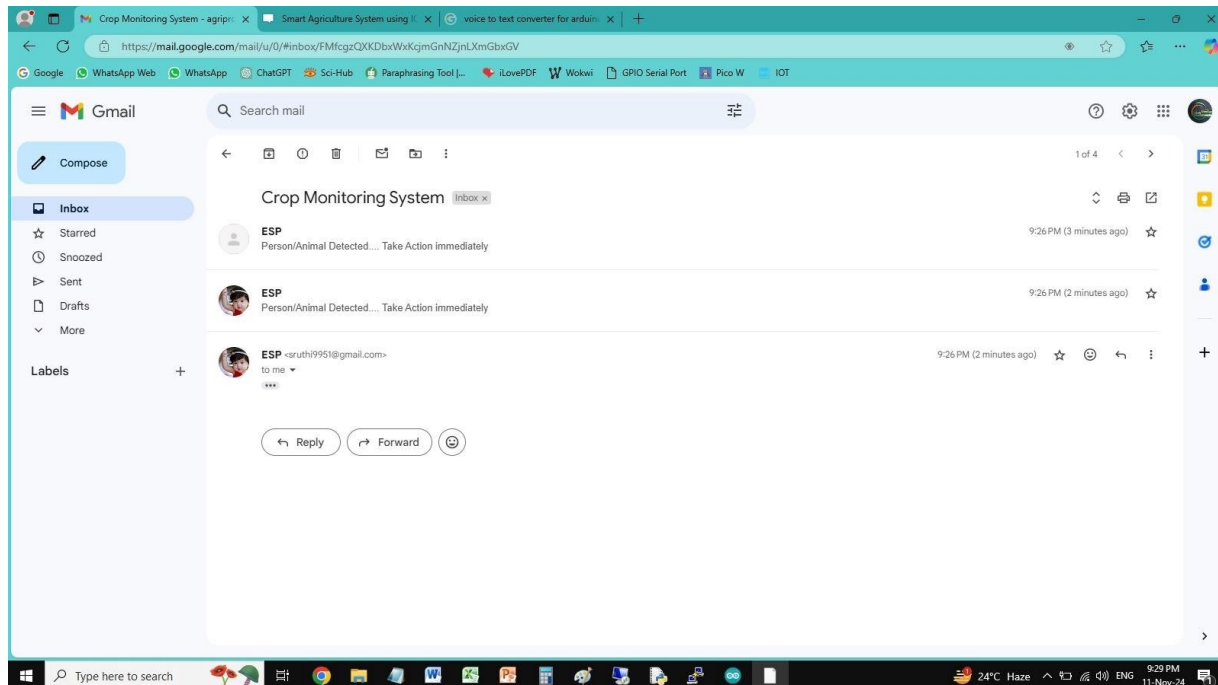 Crop Monitoring System - agripro
Smart Agriculture System using I
voice to text converter for arduin
https://mail.google.com/mail/u/0/#inbox/FMfcgzQXKDbxWxKcjmGnNZjnLXmGbxGV
Google WhatsApp Web WhatsApp ChatGPT Sci-Hub Paraphrasing Tool |... iLovePDF Wokwi GPIO Serial Port Pico W IOT
Gmail
Search mail
Compose
1 of 4
Crop Monitoring System Inbox x
Inbox
Starred
Snoozed
Sent
Drafts
More
Labels
ESP 9:26 PM (3 minutes ago)
Person/Animal Detected.... Take Action immediately
ESP 9:26 PM (2 minutes ago)
Person/Animal Detected.... Take Action immediately
ESP <sruthi9951@gmail.com> 9:26 PM (2 minutes ago)
to me
Reply Forward
Type here to search
24°C Haze ENG
9:29 PM
11-Nov-24